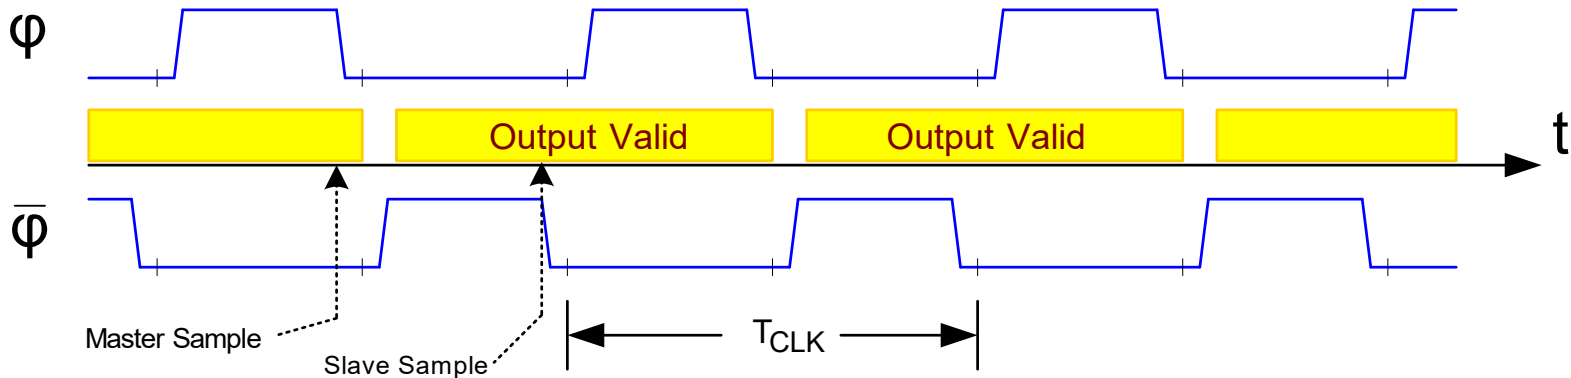 φ
Output Valid Output Valid
t
φ̅
Master Sample
Slave Sample
TCLK